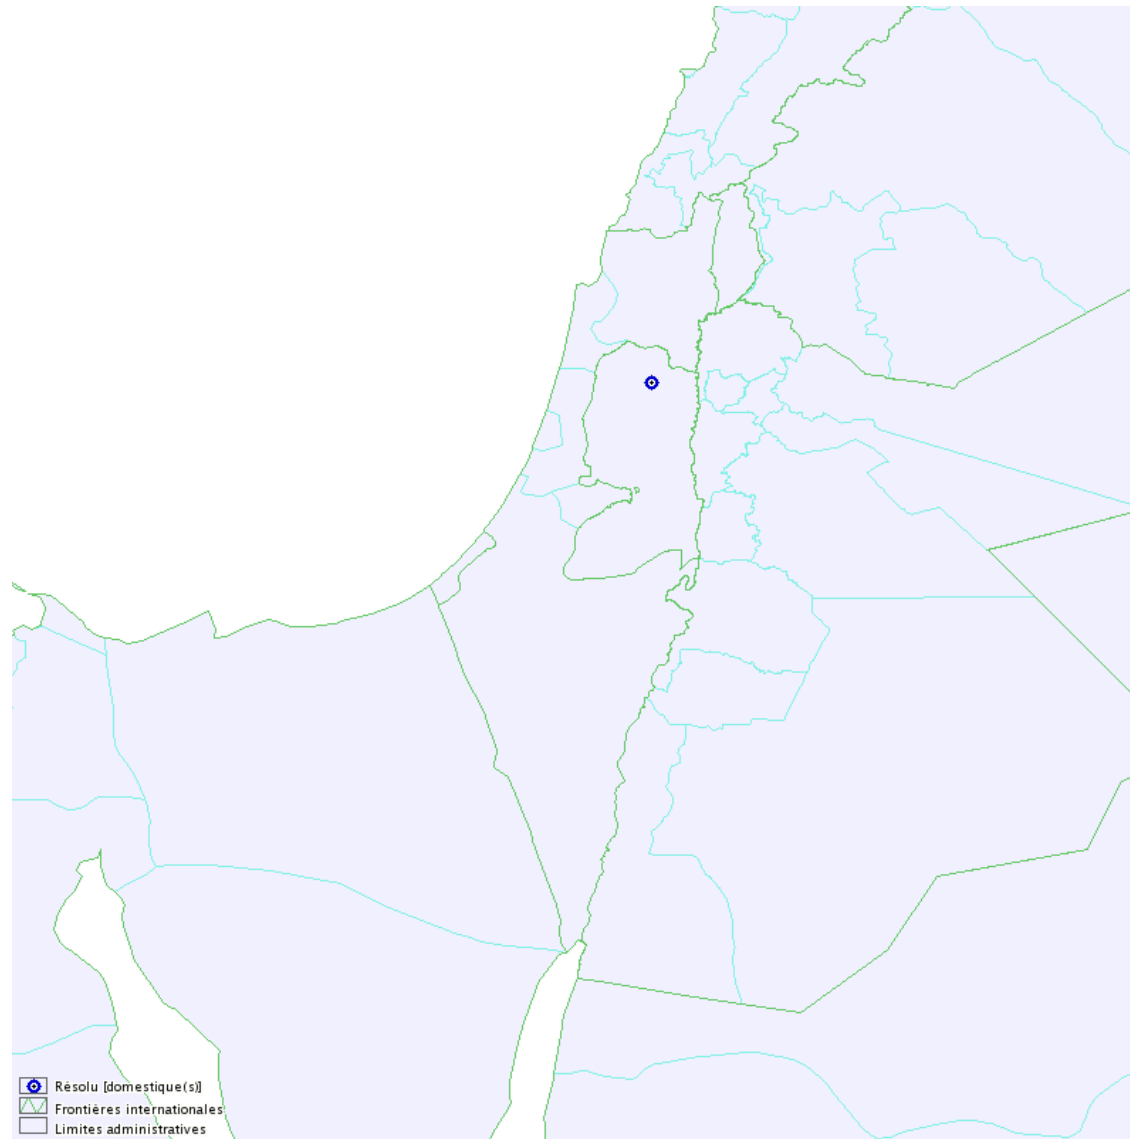 Résolu [domestique(s)]
Frontières internationales
Limites administratives